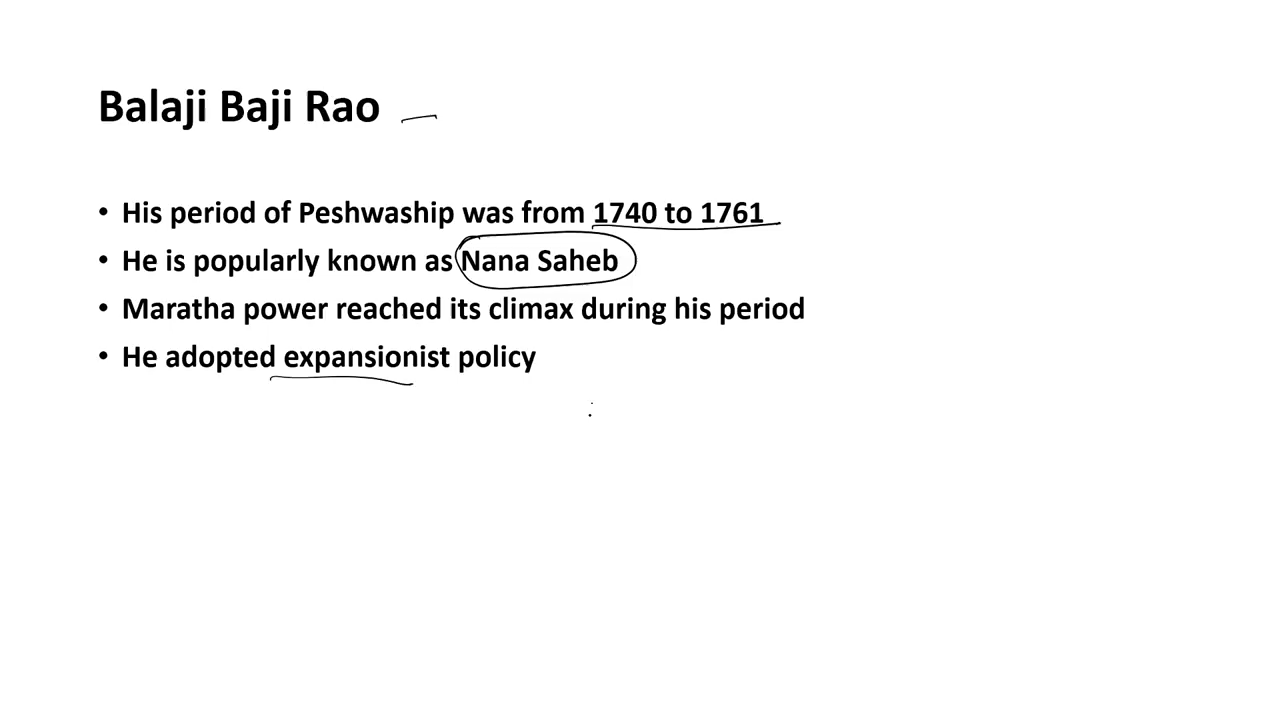 Balaji Baji Rao
• His period of Peshwaship was from 1740 to 1761
• He is popularly known as Nana Saheb
• Maratha power reached its climax during his period
• He adopted expansionist policy